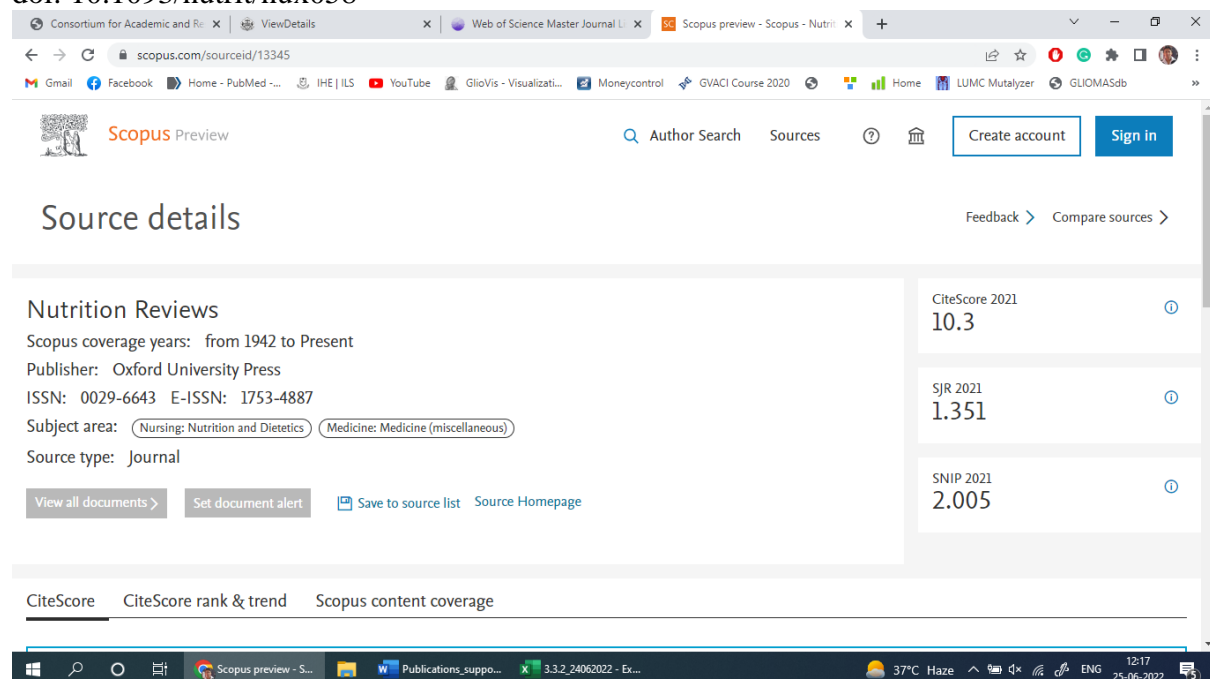 doi: 10.1093/nutrit/nux058
Consortium for Academic and Re
ViewDetails
Web of Science Master Journal Li
Scopus preview - Scopus - Nutrit
scopus.com/sourceid/13345
Gmail Facebook Home - PubMed -... IHE | ILS YouTube GlioVis - Visualizati... Moneycontrol GVACI Course 2020 Home LUMC Mutalyzer GLIOMASdb »
Scopus Preview
Author Search Sources Create account Sign in
Source details
Feedback > Compare sources >
Nutrition Reviews
Scopus coverage years: from 1942 to Present
Publisher: Oxford University Press
ISSN: 0029-6643 E-ISSN: 1753-4887
Subject area: Nursing: Nutrition and Dietetics Medicine: Medicine (miscellaneous)
Source type: Journal
View all documents > Set document alert Save to source list Source Homepage
CiteScore 2021
10.3
SJR 2021
1.351
SNIP 2021
2.005
CiteScore CiteScore rank & trend Scopus content coverage
Scopus preview - S... Publications_suppo... 3.3.2_24062022 - Ex... 37°C Haze ENG 12:17
25-06-2022